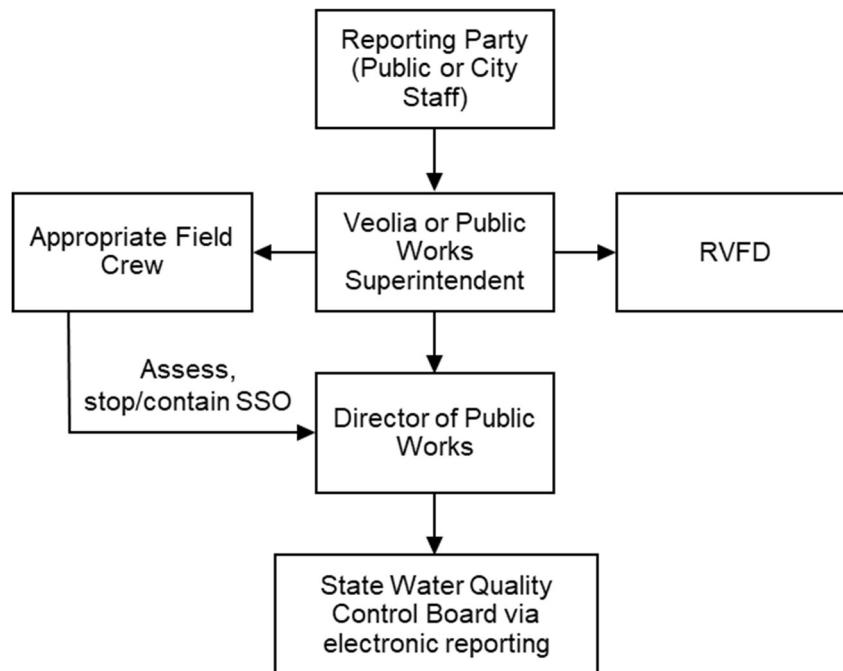 Reporting Party
(Public or City
Staff)
Appropriate Field
Crew
Veolia or Public
Works
Superintendent
RVFD
Assess,
stop/contain SSO
Director of Public
Works
State Water Quality
Control Board via
electronic reporting